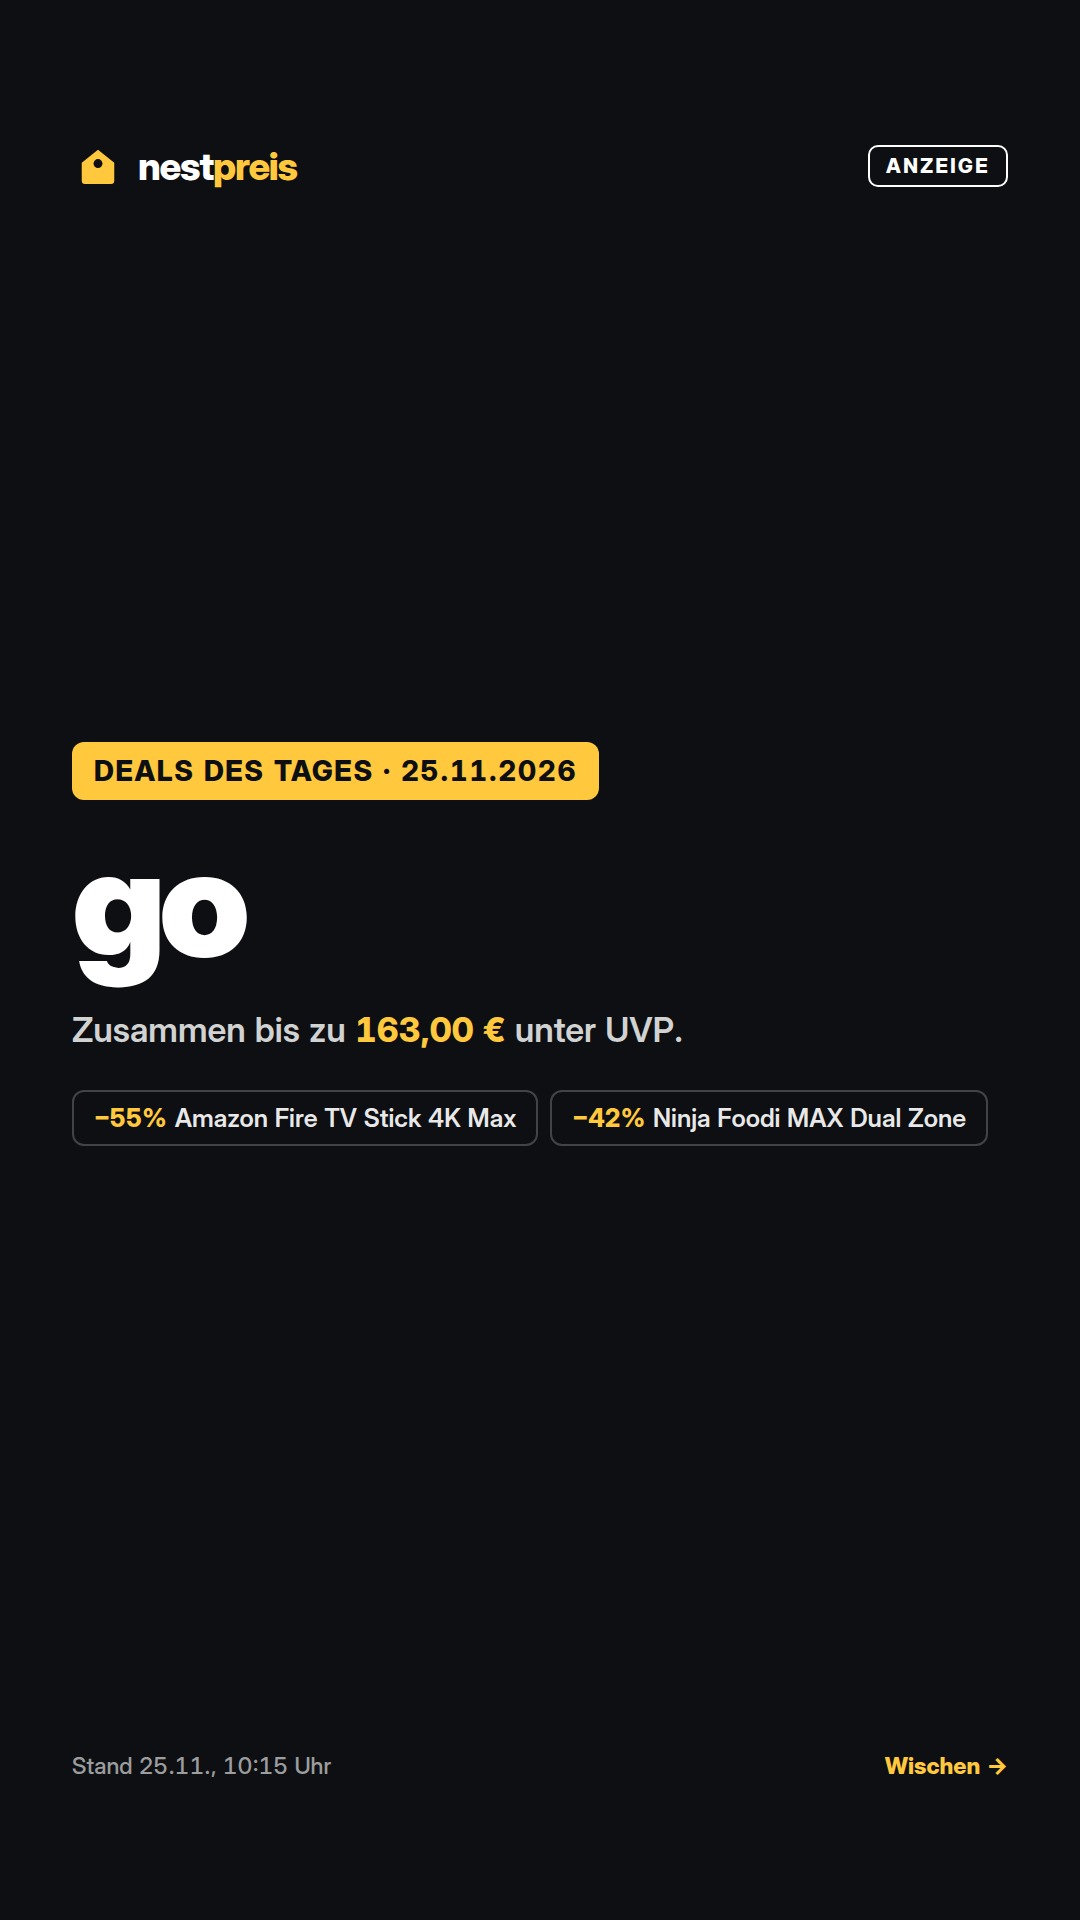 nestpreis
ANZEIGE
DEALS DES TAGES · 25.11.2026
go
Zusammen bis zu 163,00 € unter UVP.
−55% Amazon Fire TV Stick 4K Max
−42% Ninja Foodi MAX Dual Zone
Stand 25.11., 10:15 Uhr
Wischen →